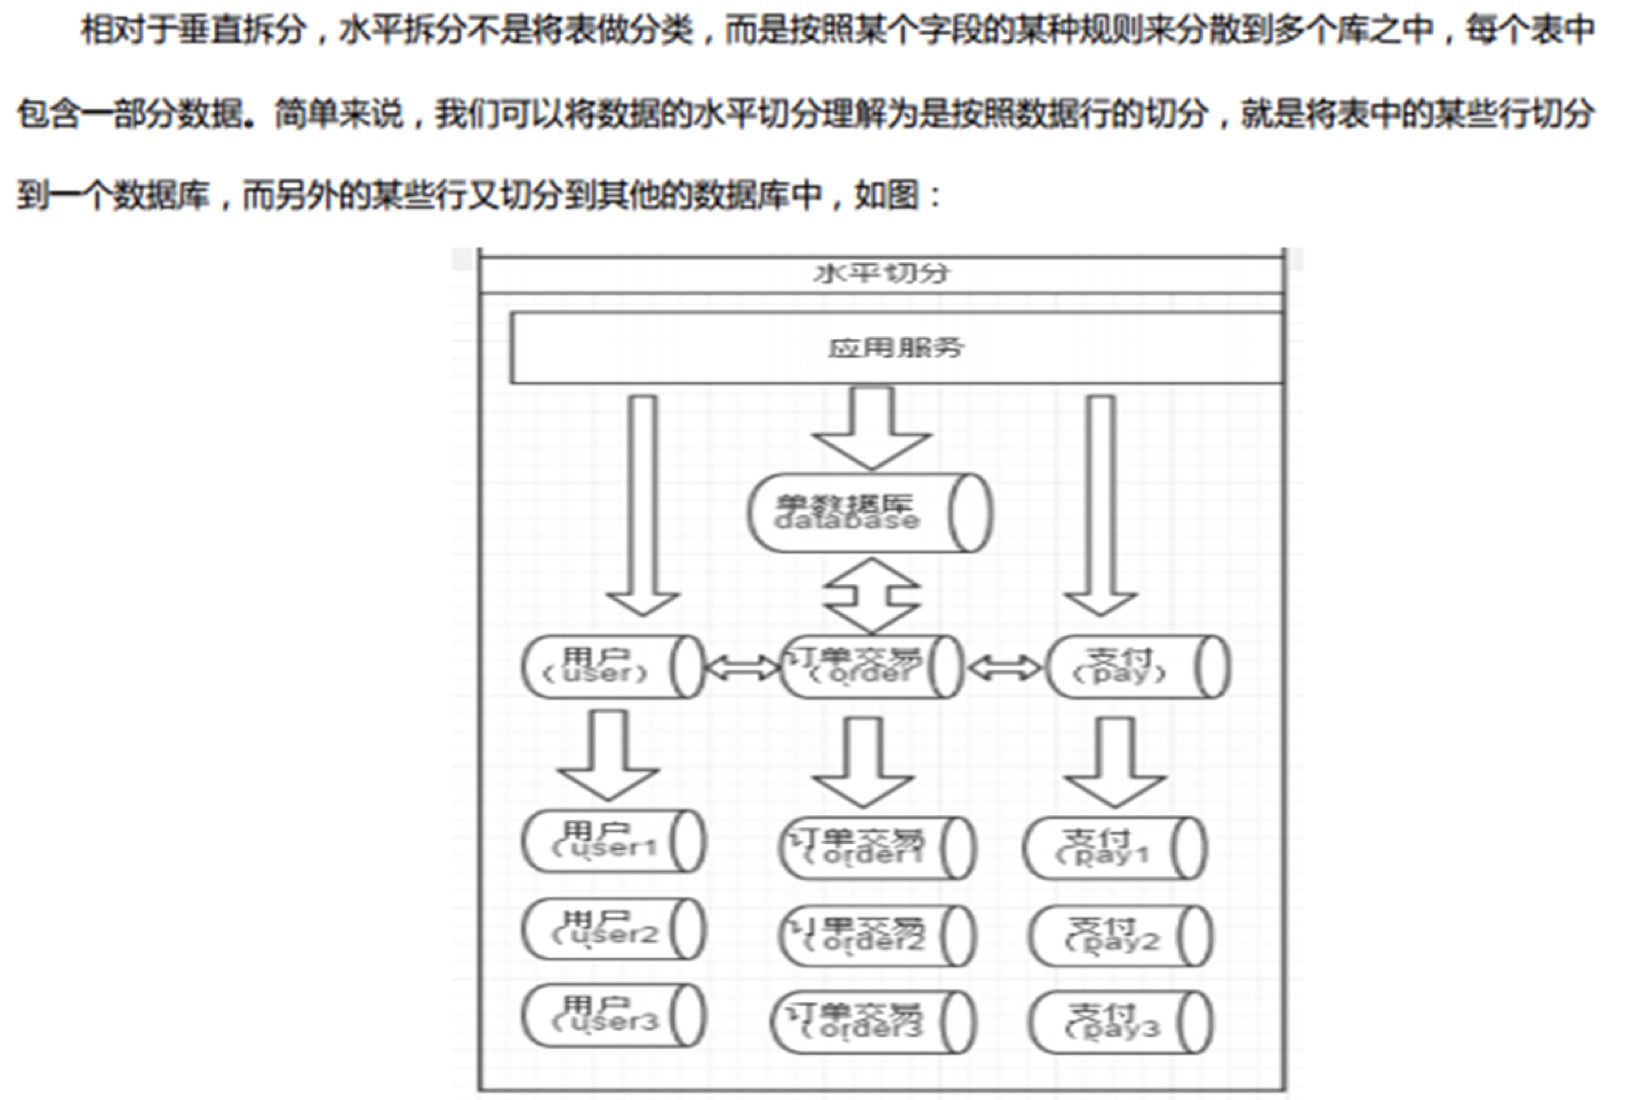 相对于垂直拆分，水平拆分不是将表做分类，而是按照某个字段的某种规则来分散到多个库之中，每个表中
包含一部分数据。简单来说，我们可以将数据的水平切分理解为是按照数据行的切分，就是将表中的某些行切分
到一个数据库，而另外的某些行又切分到其他的数据库中，如图：
水平切分
应用服务
单数据库
database
用户
（user）
订单交易
（order
支付
（pay）
用户
（user1
订单交易
（order1
支付
（pay1
用户
（user2
订单交易
（order2
支付
（pay2
用户
（user3
订单交易
（order3
支付
（pay3